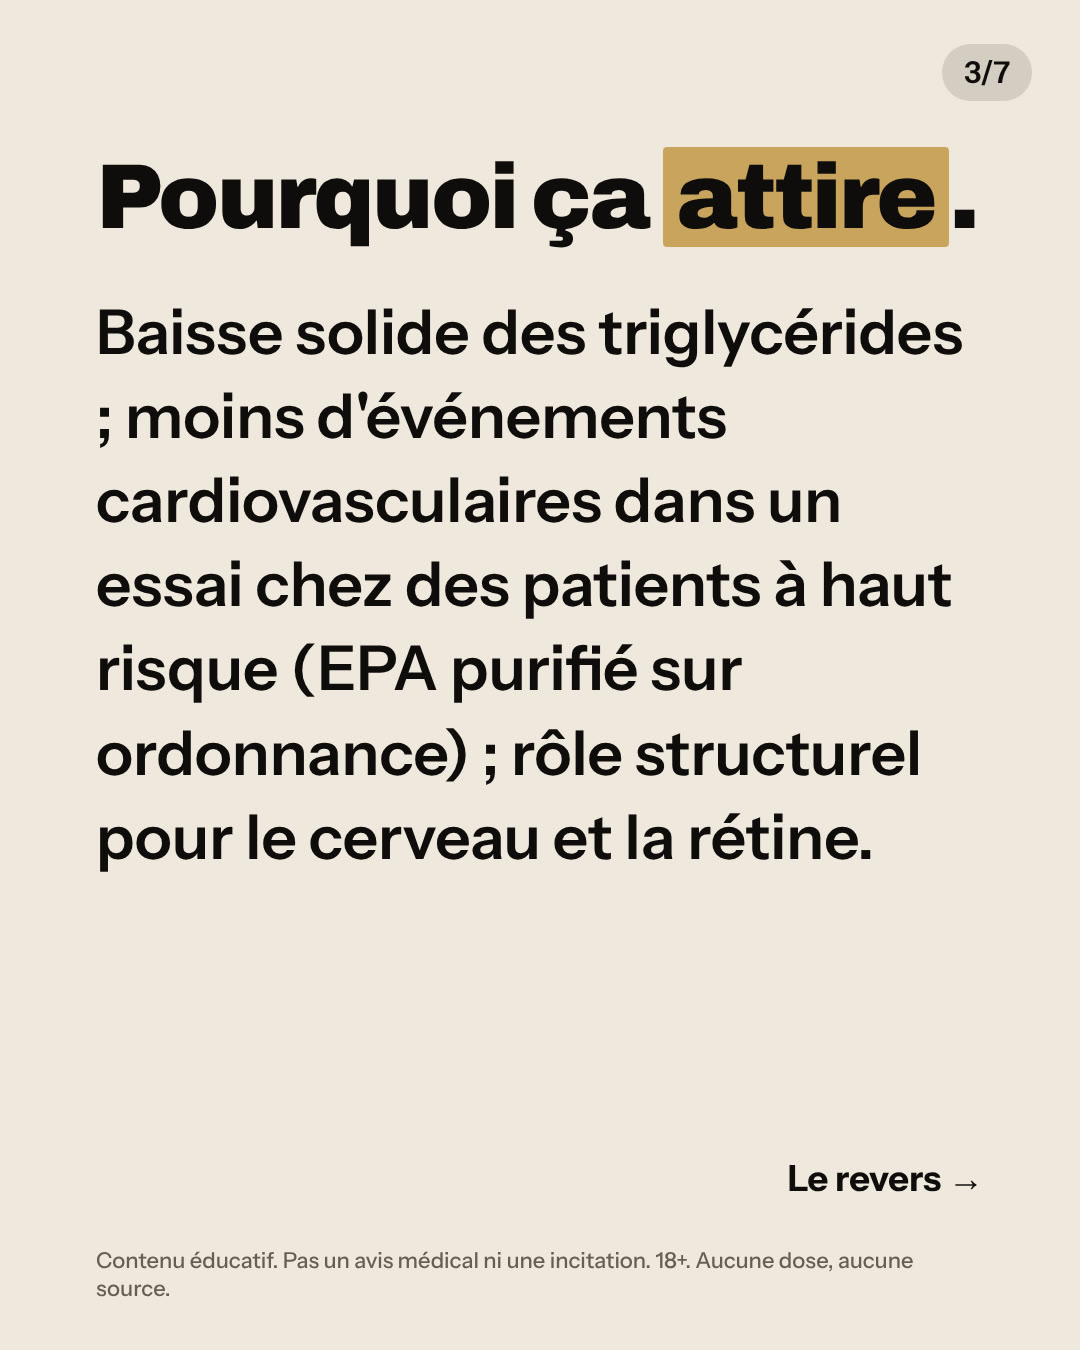 3/7
Pourquoi ça attire.
Baisse solide des triglycérides
; moins d'événements
cardiovasculaires dans un
essai chez des patients à haut
risque (EPA purifié sur
ordonnance) ; rôle structurel
pour le cerveau et la rétine.
Le revers →
Contenu éducatif. Pas un avis médical ni une incitation. 18+. Aucune dose, aucune
source.